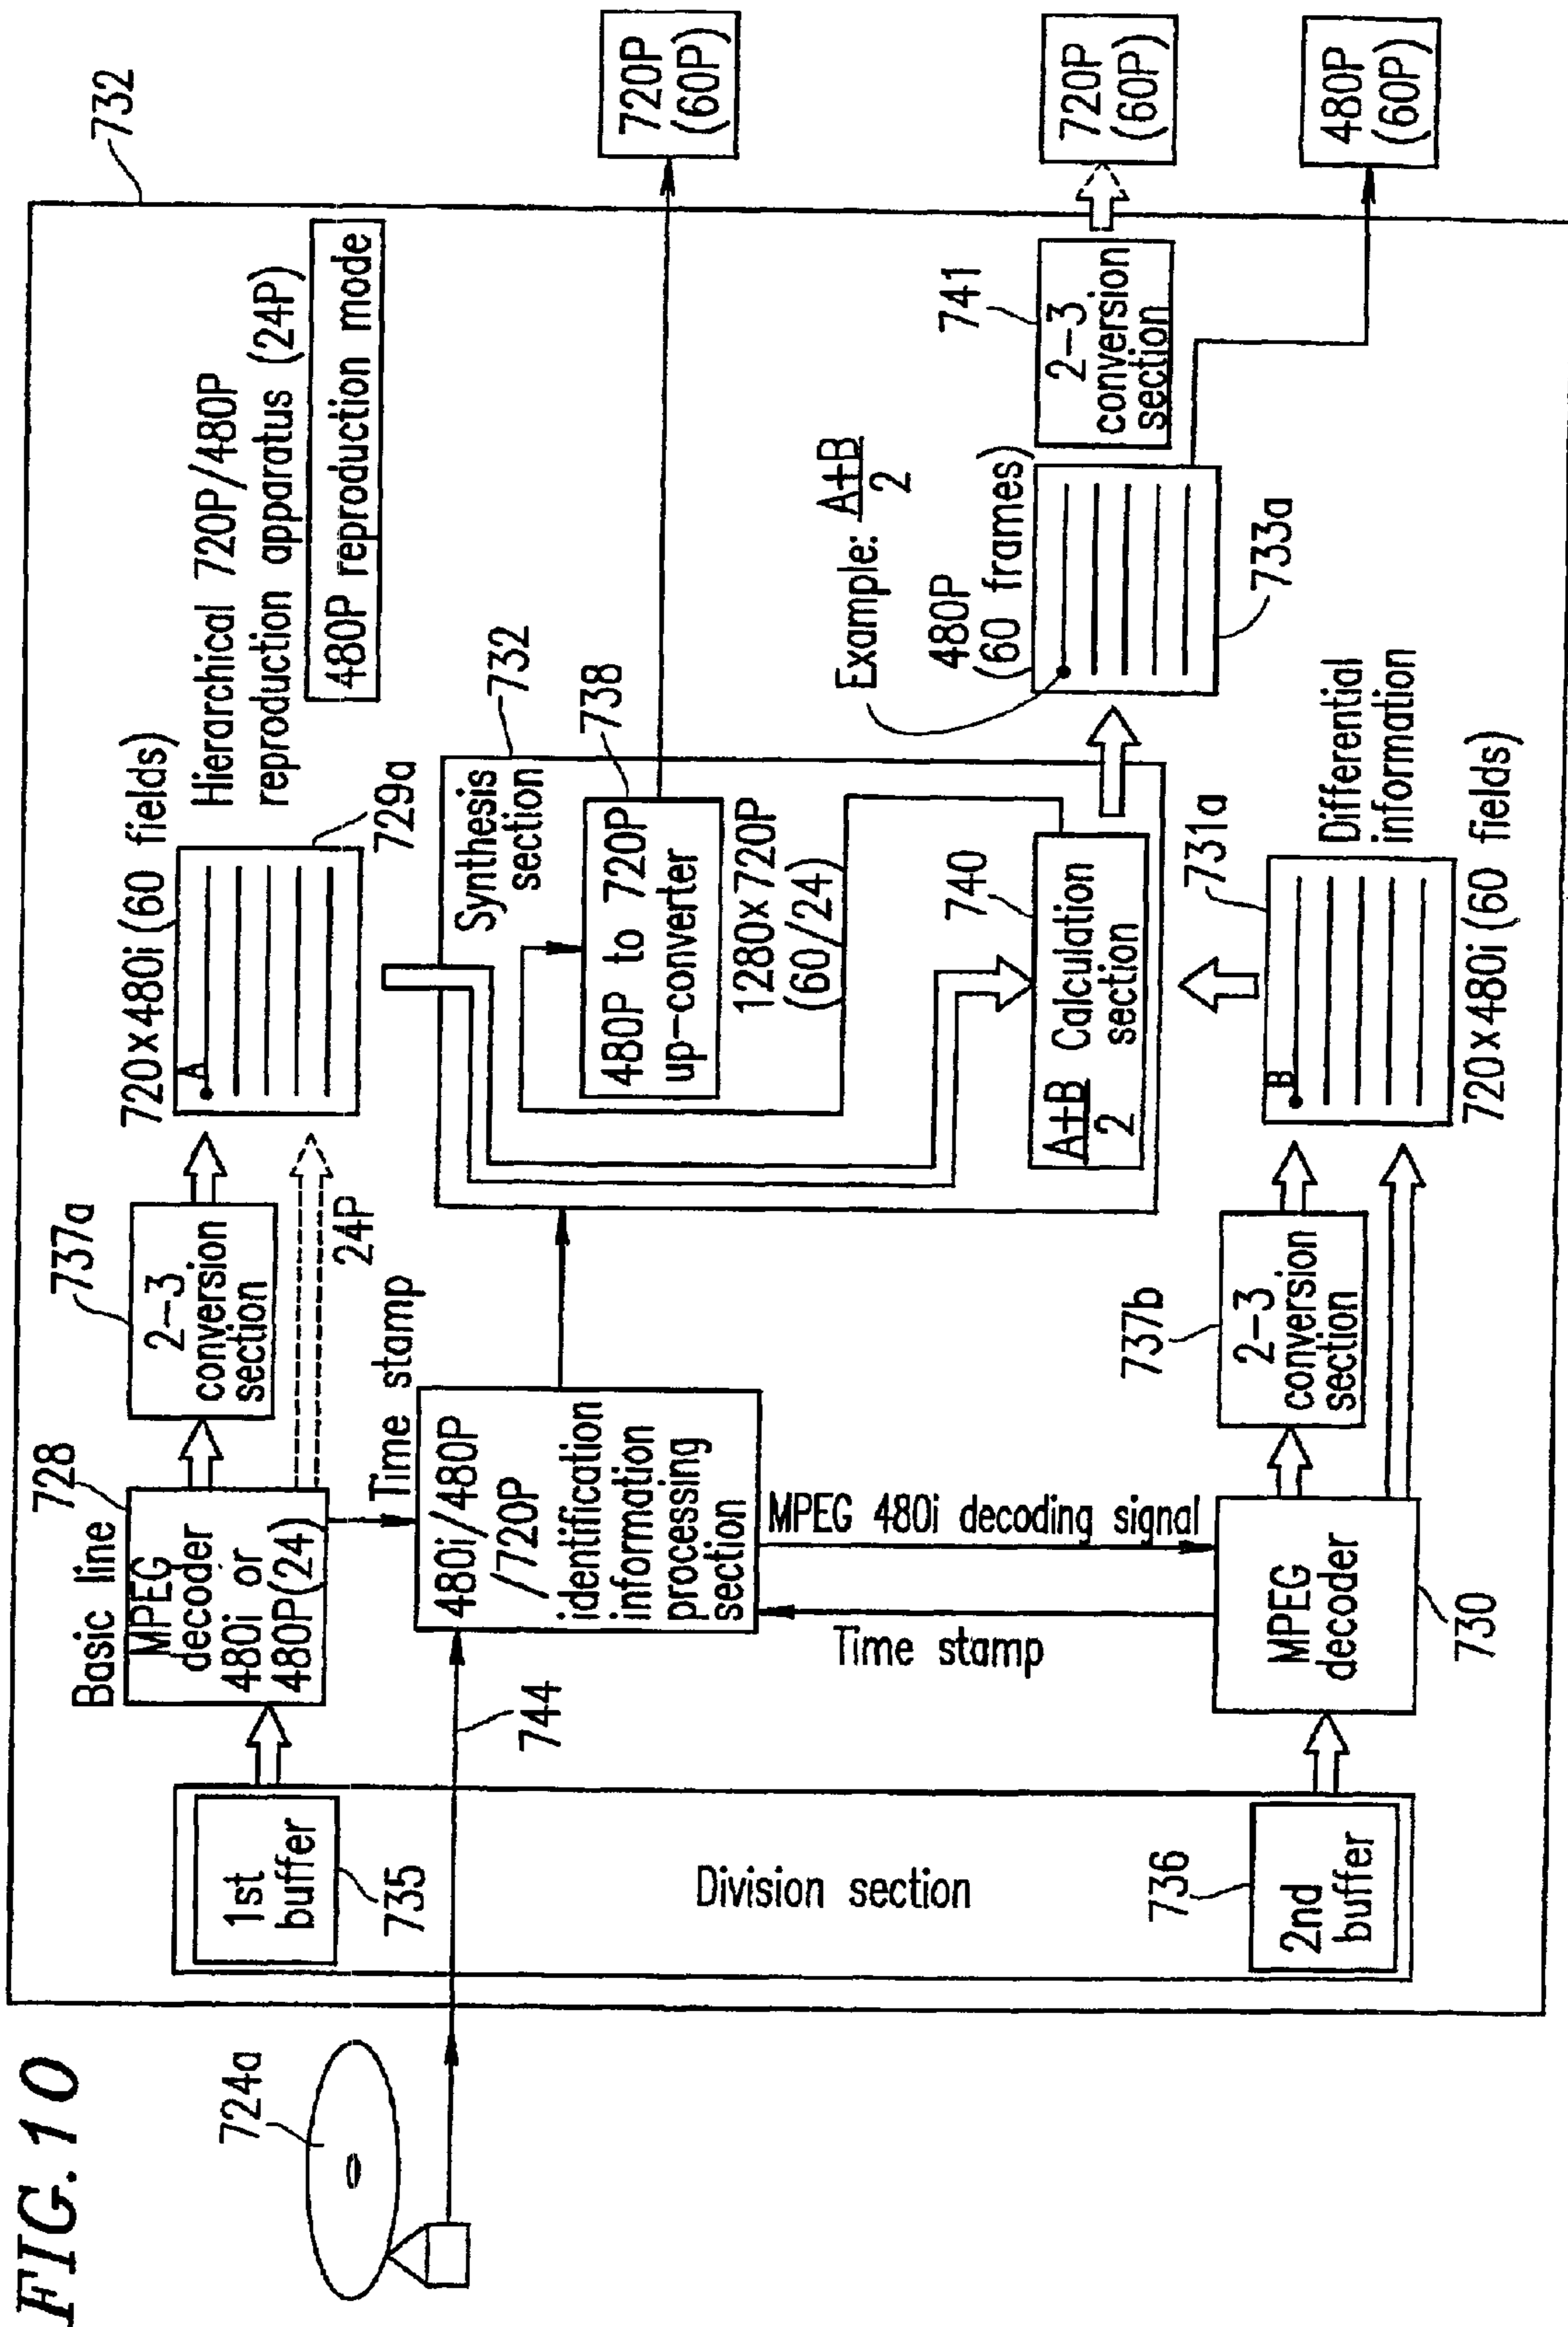 FIG. 10
724a
732
Hierarchical 720P/480P
reproduction apparatus (24P)
480P reproduction mode
Division section
1st
buffer
735
2nd
buffer
736
744
Basic line
728
MPEG
decoder
480i or
480P(24)
737a
2-3
conversion
section
24P
720x480i (60 fields)
A
729a
Time stamp
480i/480P
/720P
identification
information
processing
section
MPEG 480i decoding signal
Time stamp
MPEG
decoder
730
737b
2-3
conversion
section
731a
B
Differential
information
720x480i (60 fields)
732
Synthesis
section
738
480P to 720P
up-converter
1280x720P
(60/24)
740
A+B
2
Calculation
section
Example: A+B
2
480P
(60 frames)
733a
741
2-3
conversion
section
720P
(60P)
720P
(60P)
480P
(60P)